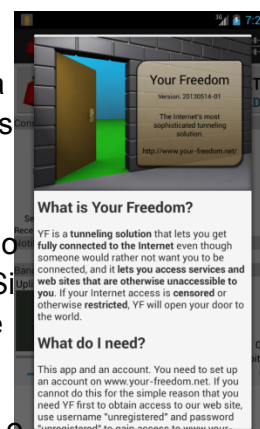 3G 7:2
Your Freedom
Version: 20130514-01
The Internet's most
sophisticated tunneling
solution.
http://www.your-freedom.net/
What is Your Freedom?
YF is a tunneling solution that lets you get
fully connected to the Internet even though
someone would rather not want you to be
connected, and it lets you access services and
web sites that are otherwise unaccessible to
you. If your Internet access is censored or
otherwise restricted, YF will open your door to
the world.
What do I need?
This app and an account. You need to set up
an account on www.your-freedom.net. If you
cannot do this for the simple reason that you
need YF first to obtain access to our web site,
use username "unregistered" and password
"unregistered" to gain access to www.your-